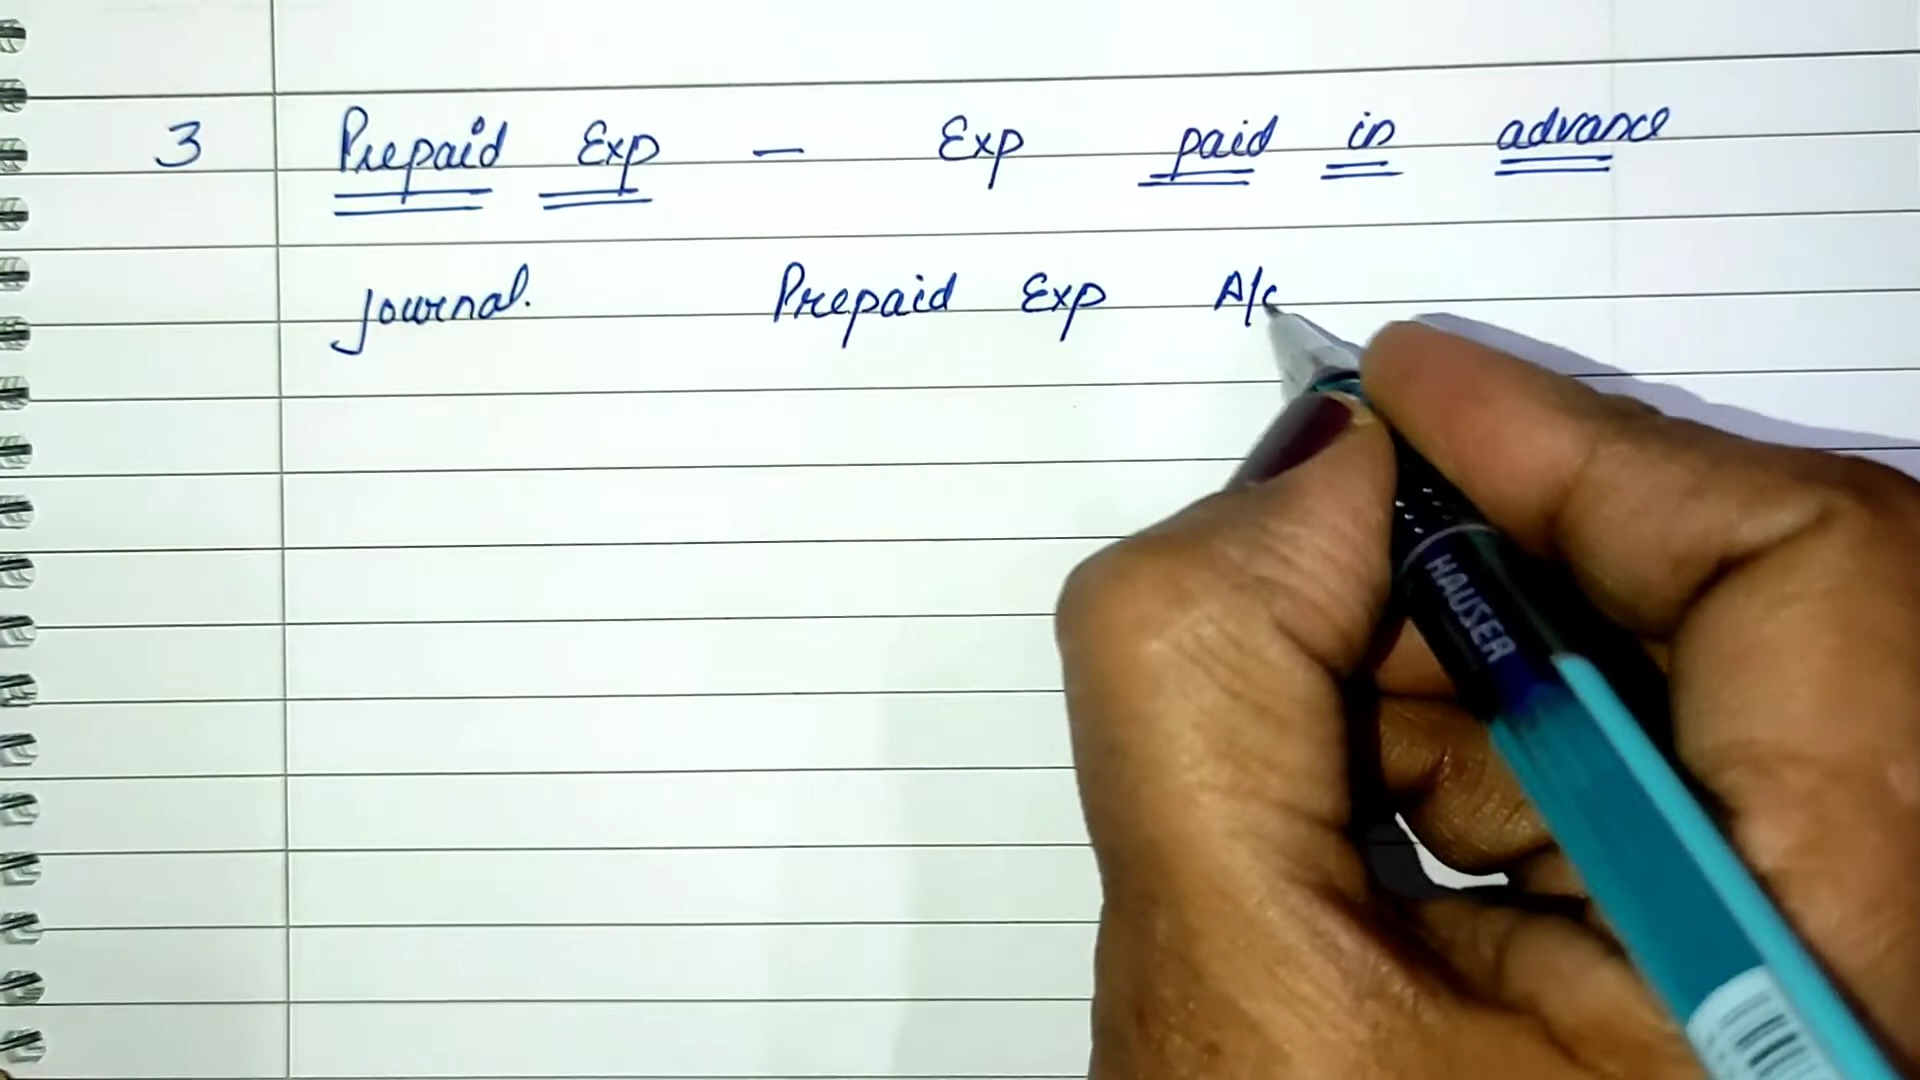 3 Prepaid Exp - Exp paid in advance
Journal. Prepaid Exp A/c
HAUSER